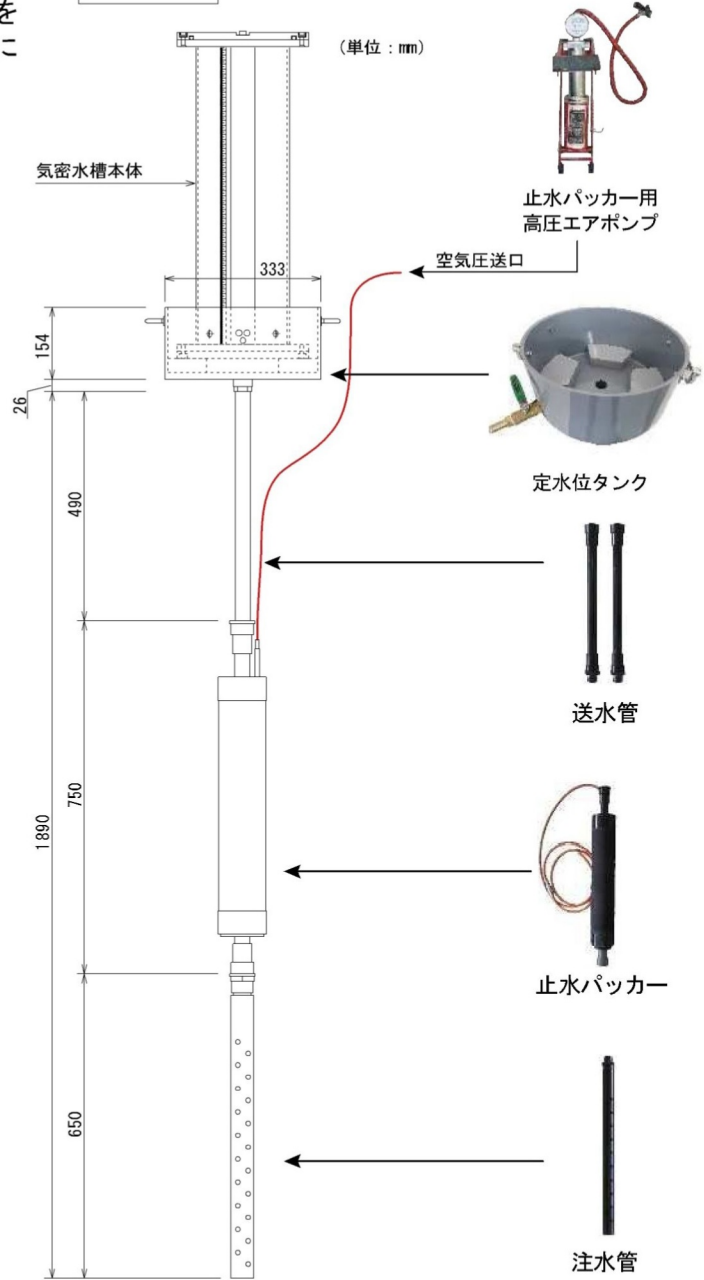 を
に
(単位：mm)
気密水槽本体
止水パッカー用
高圧エアポンプ
空気圧送口
333
154
26
定水位タンク
490
送水管
750
1890
止水パッカー
650
注水管